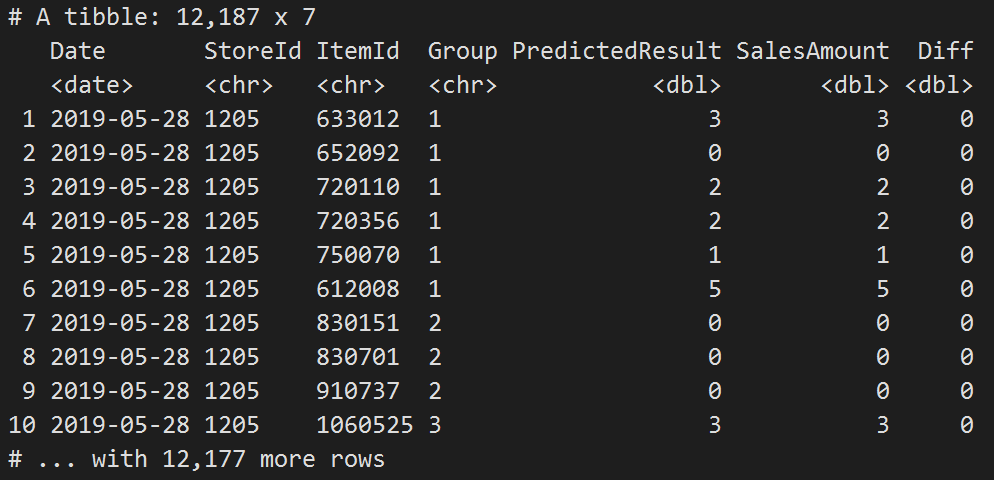 # A tibble: 12,187 x 7
Date StoreId ItemId Group PredictedResult SalesAmount Diff
<date> <chr> <chr> <chr> <dbl> <dbl> <dbl>
1 2019-05-28 1205 633012 1 3 3 0
2 2019-05-28 1205 652092 1 0 0 0
3 2019-05-28 1205 720110 1 2 2 0
4 2019-05-28 1205 720356 1 2 2 0
5 2019-05-28 1205 750070 1 1 1 0
6 2019-05-28 1205 612008 1 5 5 0
7 2019-05-28 1205 830151 2 0 0 0
8 2019-05-28 1205 830701 2 0 0 0
9 2019-05-28 1205 910737 2 0 0 0
10 2019-05-28 1205 1060525 3 3 3 0
# ... with 12,177 more rows